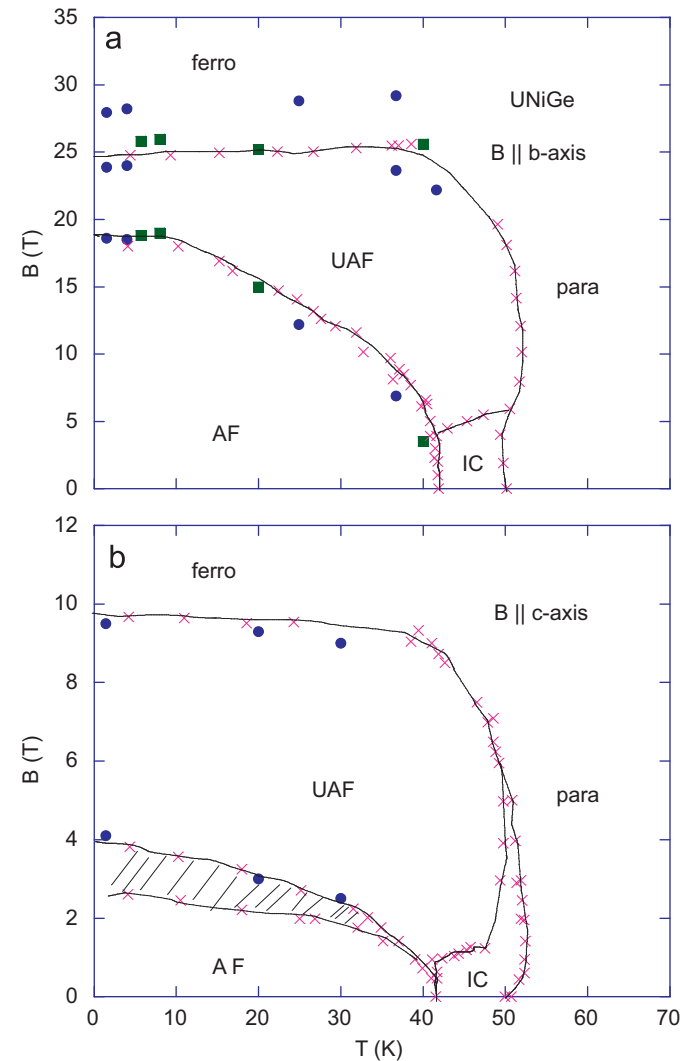 35
a
ferro
30
UNiGe
25
B || b-axis
20
B (T)
UAF
15
para
10
AF
5
IC
0
12
b
ferro
10
B || c-axis
8
B (T)
6
UAF
para
4
2
A F
IC
0
0 10 20 30 40 50 60 70
T (K)